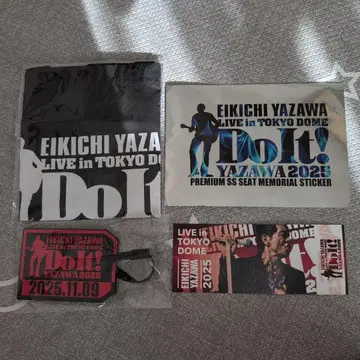 EIKICHI YAZAWA
LIVE in TOKYO DOME
Do It!
EIKICHI YAZAWA
LIVE in TOKYO DOME
Do It!
YAZAWA 2025
PREMIUM SS SEAT MEMORIAL STICKER
EIKICHI YAZAWA
LIVE in TOKYO DOME
Do It!
YAZAWA 2025
2025.11.09
LIVE in
TOKYO
DOME
EIKICHI
YAZAWA
2025